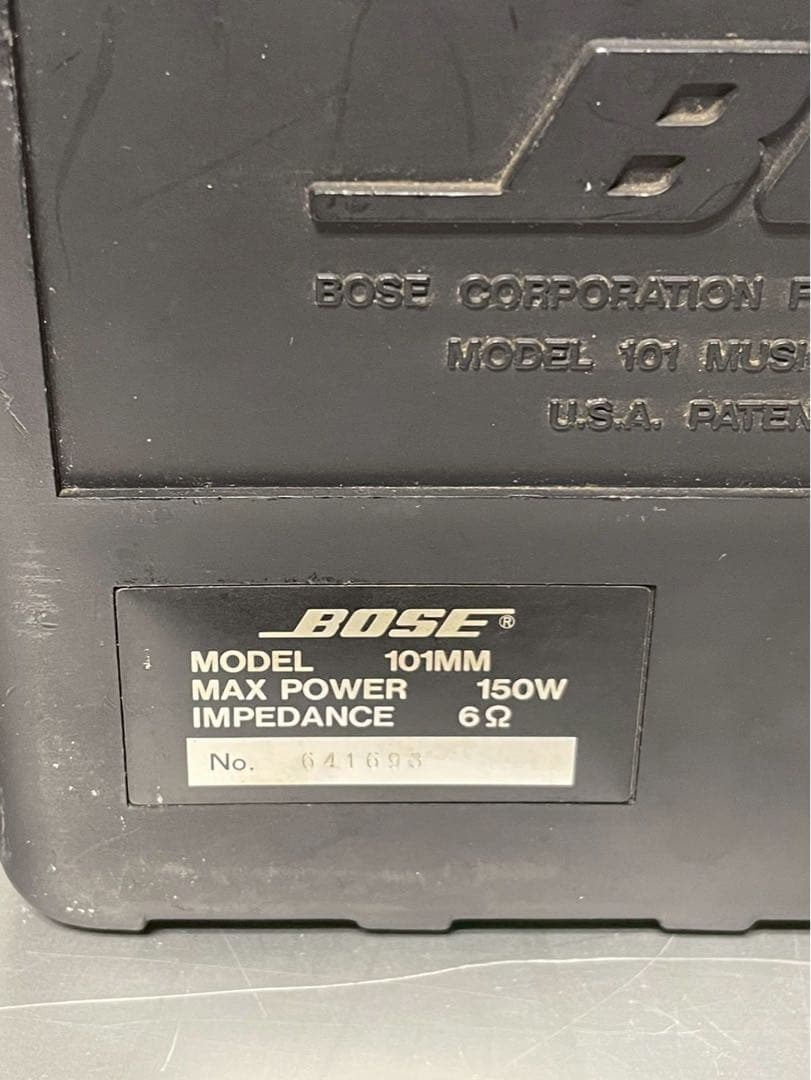 BOSE CORPORATION
MODEL 101
U.S.A.
BOSE®
MODEL 101MM
MAX POWER 150W
IMPEDANCE 6Ω
No. 641693